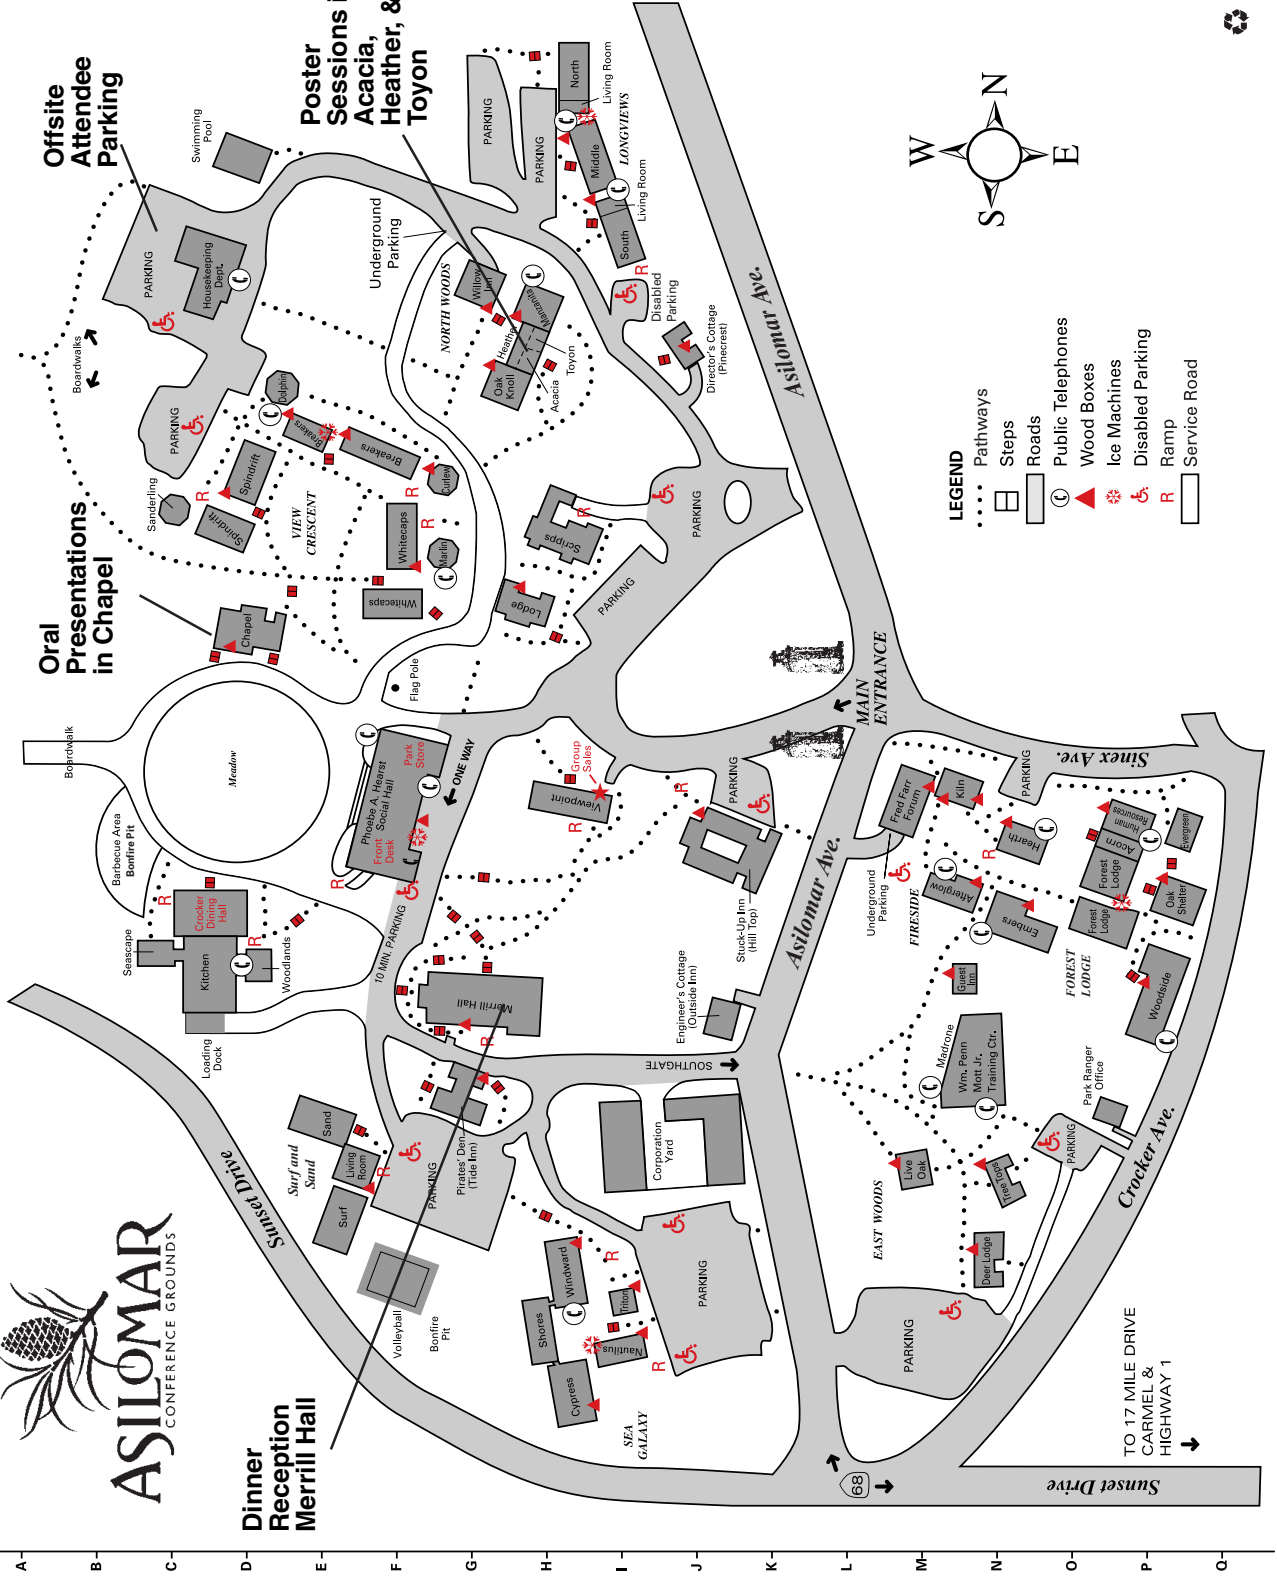 ASILOMAR
CONFERENCE GROUNDS
Offsite
Attendee
Parking
Poster
Sessions i
Acacia,
Heather, &
Toyon
Oral
Presentations
in Chapel
Dinner
Reception
Merrill Hall
Swimming
Pool
PARKING
Housekeeping
Dept.
Boardwalks
PARKING
Underground
Parking
NORTH WOODS
Willow
Inn
Manzanita
Heather
Toyon
Acacia
Oak
Knoll
PARKING
PARKING
North
Living Room
Middle
LONGVIEWS
Living Room
South
R
Disabled
Parking
Director's Cottage
(Pinecrest)
Asilomar Ave.
Dolphin
Breakers
Breakers
Curlew
Spindrift
Spindrift
Sanderling
R
VIEW
CRESCENT
R
R
Whitecaps
Marlin
Whitecaps
Chapel
Scripps
R
Lodge
PARKING
PARKING
Flag Pole
Boardwalk
Meadow
Barbecue Area
Bonfire Pit
Phoebe A. Hearst
Social Hall
Park
Store
Front
Desk
R
ONE WAY
10 MIN. PARKING
Group
Sales
Viewpoint
R
R
PARKING
Stuck-Up Inn
(Hill Top)
MAIN
ENTRANCE
Sinex Ave.
Asilomar Ave.
Crocker
Dining
Hall
R
R
Kitchen
Seascape
Woodlands
Loading
Dock
Merrill Hall
R
Engineer's Cottage
(Outside Inn)
SOUTHGATE
Pirates' Den
(Tide Inn)
Corporation
Yard
Sunset Drive
Surf and
Sand
Sand
Living
Room
Surf
R
PARKING
Volleyball
Bonfire
Pit
Windward
Shores
Cypress
Triton
Nautilus
R
R
SEA
GALAXY
PARKING
Fred Farr
Forum
Kiln
PARKING
Hearth
R
Underground
Parking
FIRESIDE
Afterglow
Embers
Human
Resources
Acorn
Evergreen
Forest
Lodge
Forest
Lodge
Oak
Shelter
FOREST
LODGE
Woodside
Guest
Inn
Madrone
Wm. Penn
Mott Jr.
Training Ctr.
Park Ranger
Office
PARKING
Live
Oak
Tree Tops
EAST WOODS
Deer Lodge
PARKING
Crocker Ave.
68
Sunset Drive
TO 17 MILE DRIVE
CARMEL &
HIGHWAY 1
N
W
E
S
LEGEND
Pathways
Steps
Roads
Public Telephones
Wood Boxes
Ice Machines
Disabled Parking
R Ramp
Service Road
A
B
C
D
E
F
G
H
I
J
K
L
M
N
O
P
Q